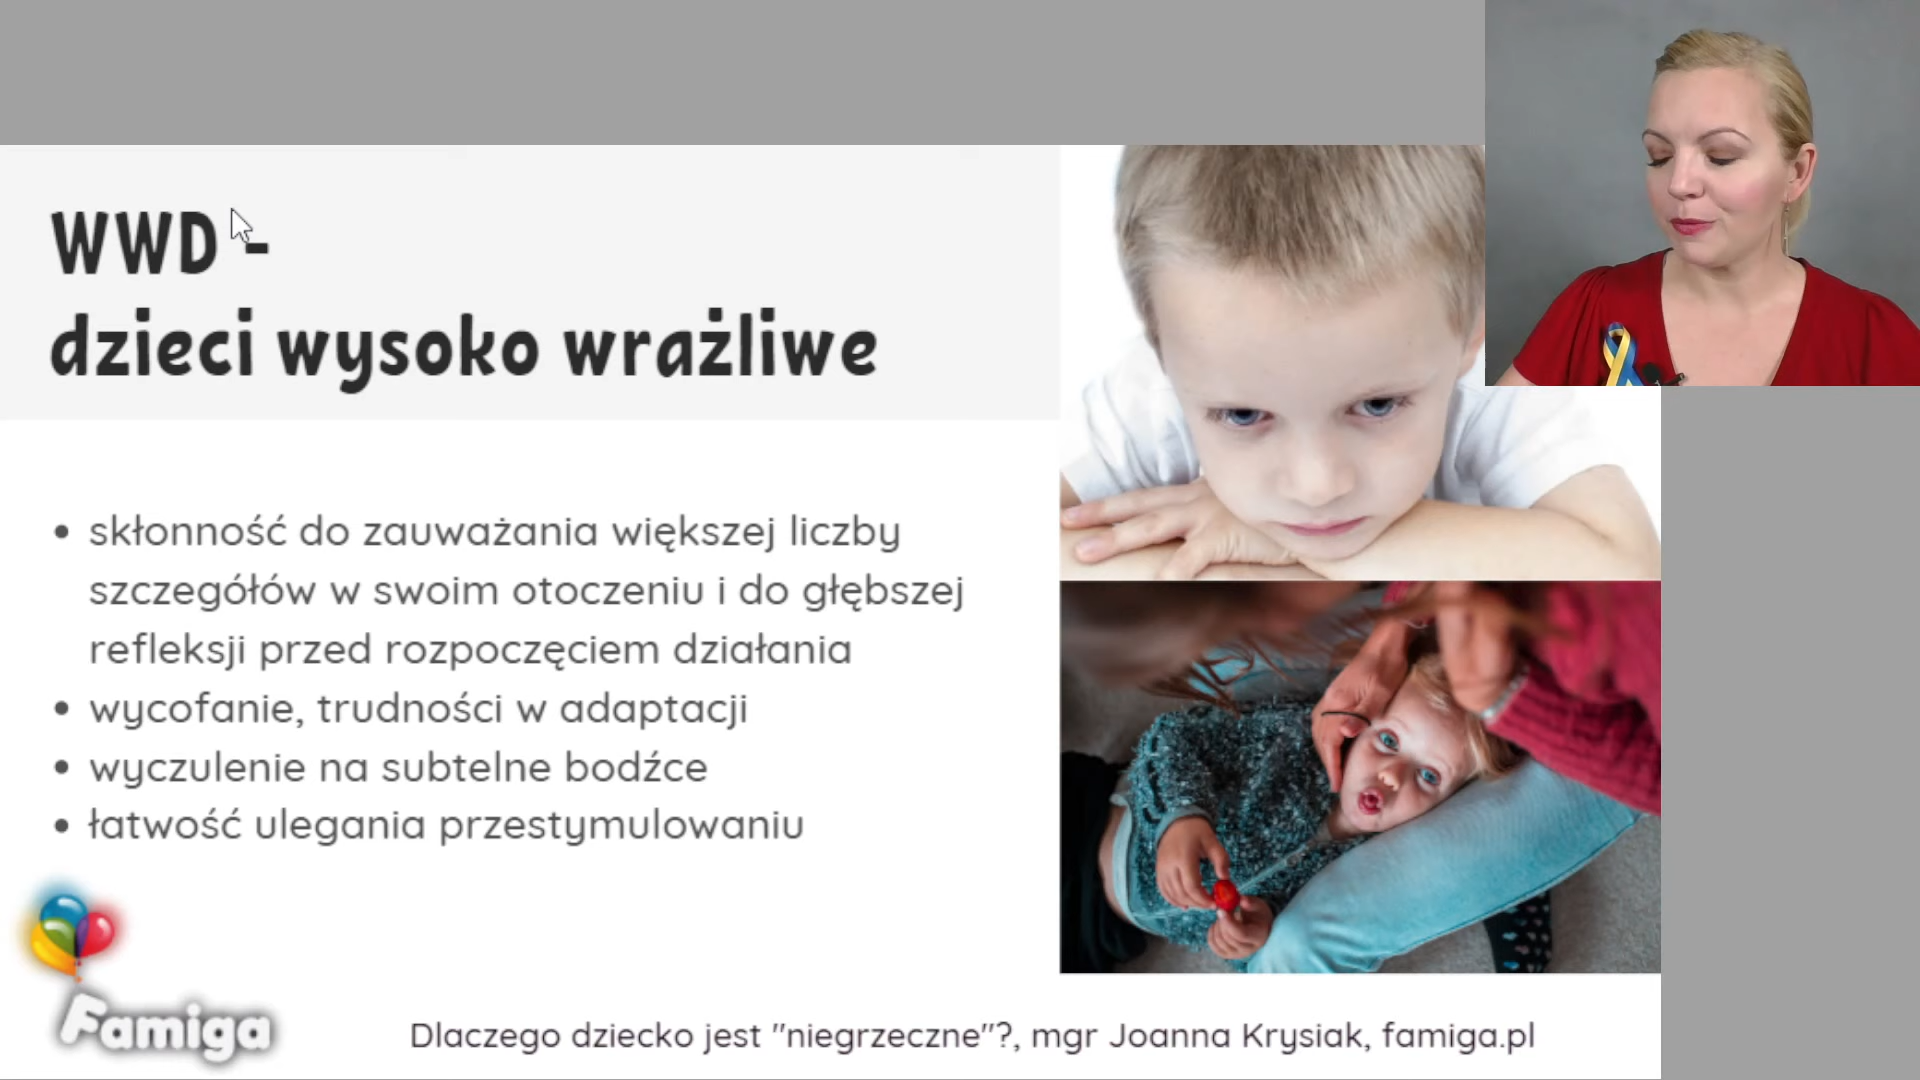 WWD -
dzieci wysoko wrażliwe
• skłonność do zauważania większej liczby
szczegółów w swoim otoczeniu i do głębszej
refleksji przed rozpoczęciem działania
• wycofanie, trudności w adaptacji
• wyczulenie na subtelne bodźce
• łatwość ulegania przestymulowaniu
Famiga
Dlaczego dziecko jest "niegrzeczne"?, mgr Joanna Krysiak, famiga.pl